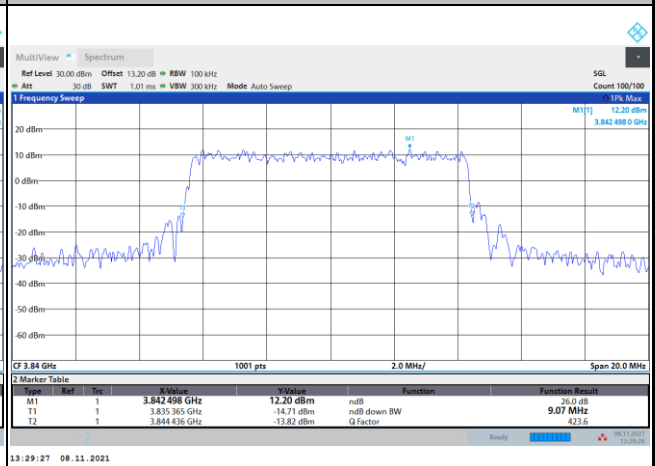 MultiView Spectrum
Ref Level 30.00 dBm Offset 13.20 dB RBW 100 kHz SGL
Att 30 dB SWT 1.01 ms VBW 300 kHz Mode Auto Sweep Count 100/100
1 Frequency Sweep 1Pk Max
M1[1] 12.20 dBm
3.842 498 0 GHz
20 dBm
M1
10 dBm
0 dBm
-10 dBm
-20 dBm
-30 dBm
-40 dBm
-50 dBm
-60 dBm
CF 3.84 GHz 1001 pts 2.0 MHz/ Span 20.0 MHz
2 Marker Table
Type Ref Trc X-Value Y-Value Function Function Result
M1 1 3.842 498 GHz 12.20 dBm ndB 26.0 dB
T1 1 3.835 365 GHz -14.71 dBm ndB down BW 9.07 MHz
T2 1 3.844 436 GHz -13.82 dBm Q Factor 423.6
Ready 08.11.2021
13:29:26
13:29:27 08.11.2021